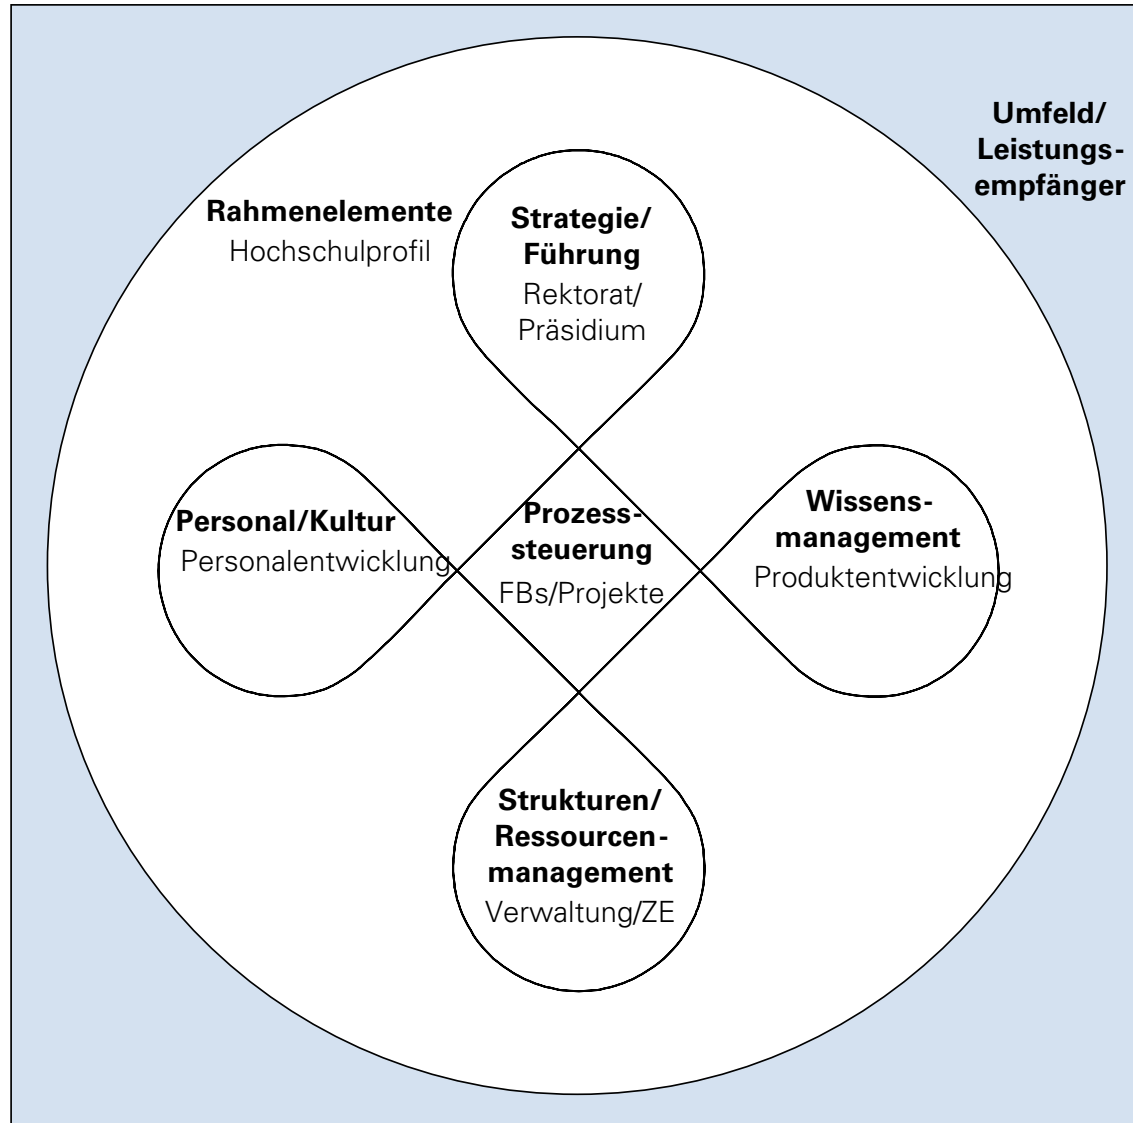 Umfeld/
Leistungs-
empfänger
Rahmenelemente
Hochschulprofil
Strategie/
Führung
Rektorat/
Präsidium
Personal/Kultur
Personalentwicklung
Prozess-
steuerung
FBs/Projekte
Wissens-
management
Produktentwicklung
Strukturen/
Ressourcen-
management
Verwaltung/ZE